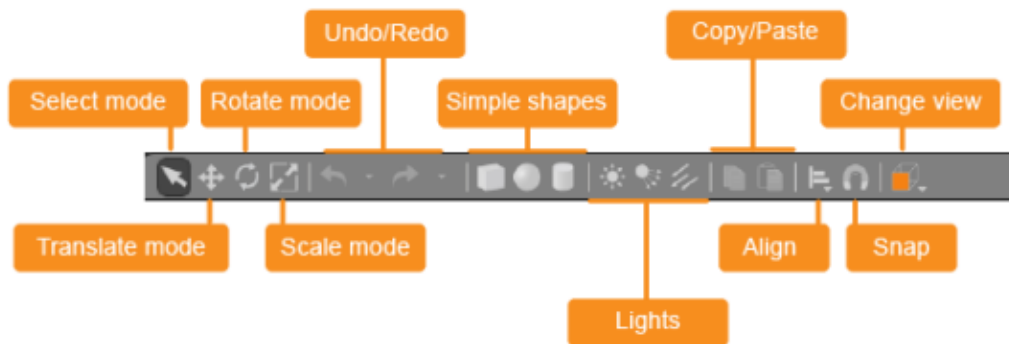 Undo/Redo
Copy/Paste
Select mode
Rotate mode
Simple shapes
Change view
Translate mode
Scale mode
Align
Snap
Lights